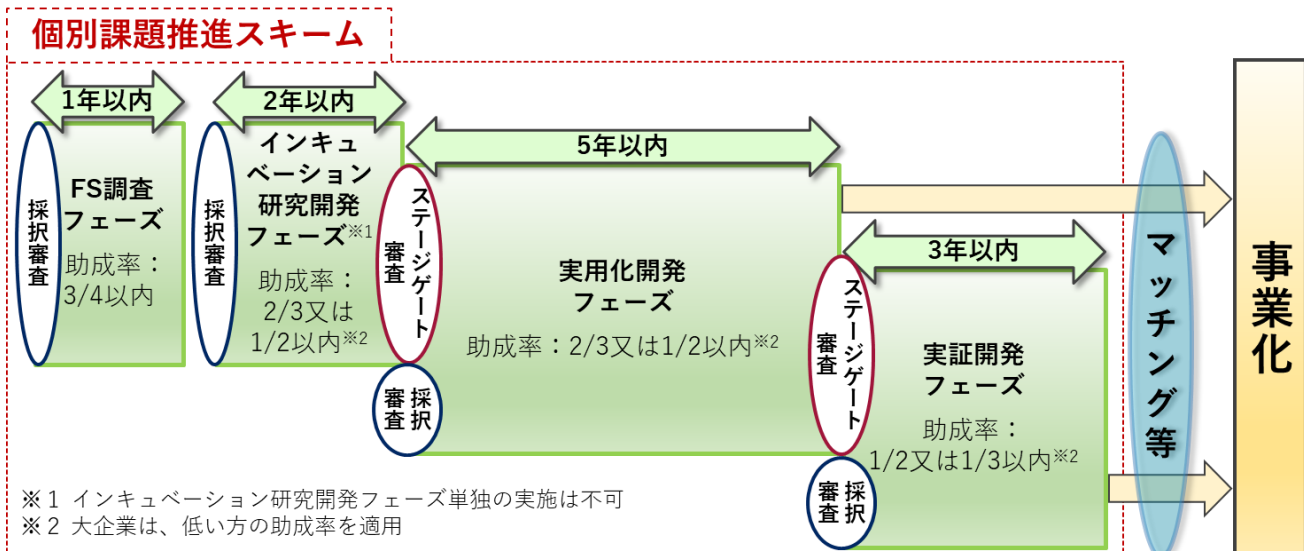 個別課題推進スキーム
1年以内
採択審査
FS調査
フェーズ
助成率：
3/4以内
2年以内
採択審査
インキュ
ベーション
研究開発
フェーズ※1
助成率：
2/3又は
1/2以内※2
5年以内
ステージゲート
審査
採択
審査
実用化開発
フェーズ
助成率：2/3又は1/2以内※2
3年以内
ステージゲート
審査
採択
審査
実証開発
フェーズ
助成率：
1/2又は1/3以内※2
マッチング等
事業化
※1 インキュベーション研究開発フェーズ単独の実施は不可
※2 大企業は、低い方の助成率を適用